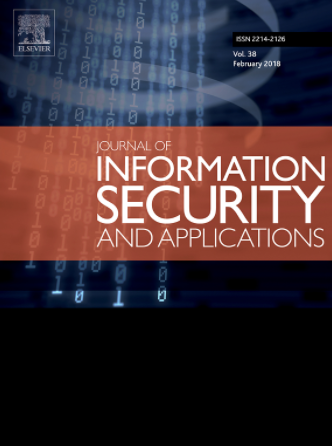 ELSEVIER
ISSN 2214-2126
Vol. 38
February 2018
JOURNAL OF
INFORMATION
SECURITY
AND APPLICATIONS